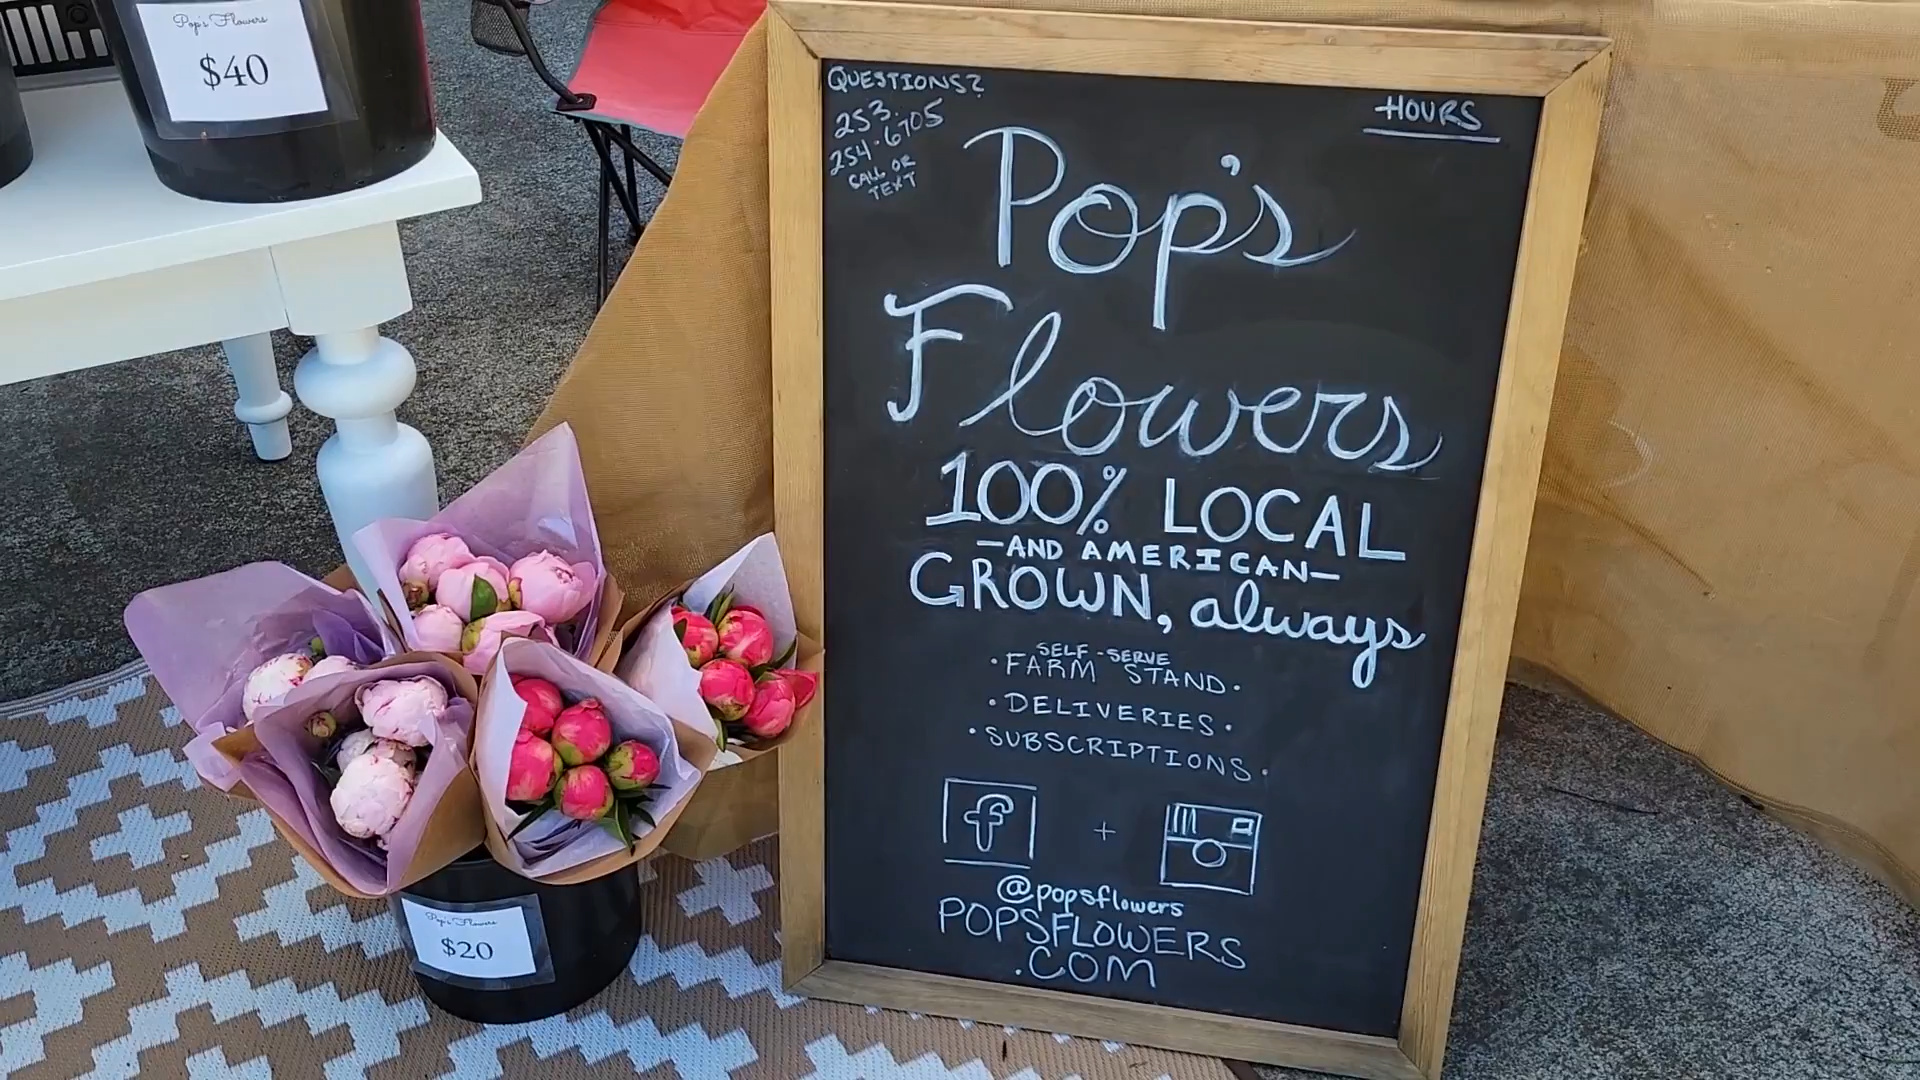 Pop's Flowers
$40
QUESTIONS?
253.
254.6705
CALL OR
TEXT
HOURS
Pop's
Flowers
100% LOCAL
-AND AMERICAN-
GROWN, always
SELF-SERVE
· FARM STAND ·
· DELIVERIES ·
· SUBSCRIPTIONS ·
f +
@popsflowers
POPSFLOWERS
.COM
Pop's Flowers
$20